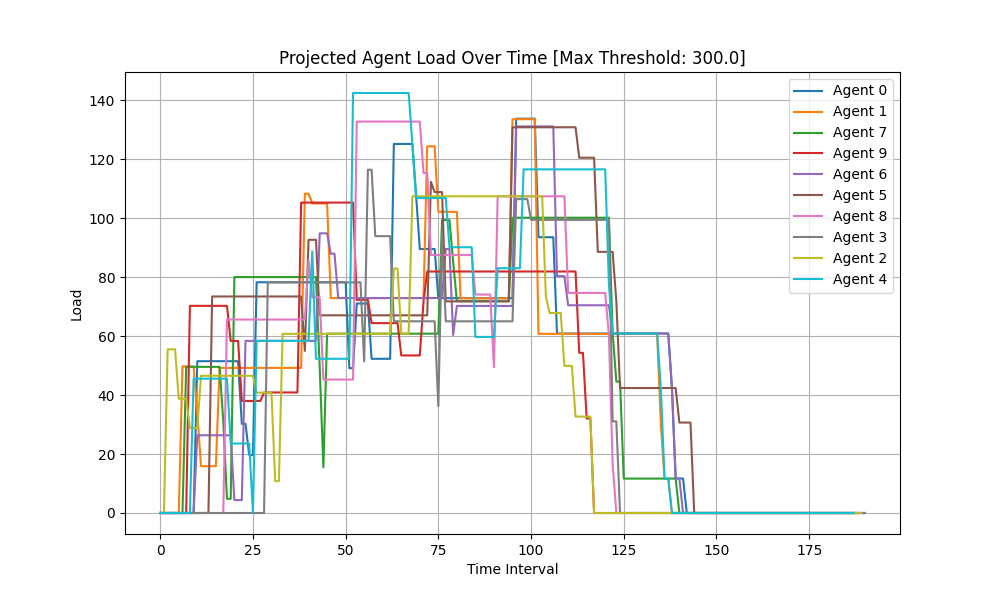 Projected Agent Load Over Time [Max Threshold: 300.0]
140
120
100
80
60
40
20
0
Load
0 25 50 75 100 125 150 175
Time Interval
Agent 0
Agent 1
Agent 7
Agent 9
Agent 6
Agent 5
Agent 8
Agent 3
Agent 2
Agent 4